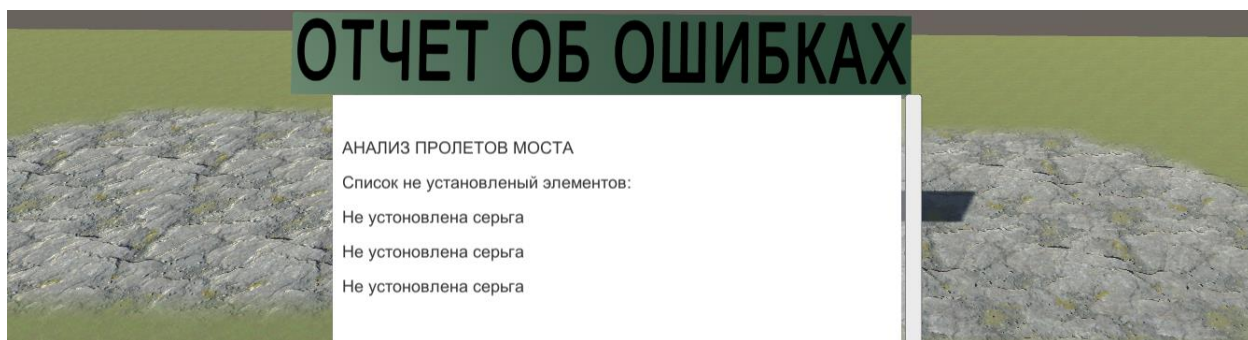 ОТЧЕТ ОБ ОШИБКАХ
АНАЛИЗ ПРОЛЕТОВ МОСТА
Список не установленый элементов:
Не устоновлена серьга
Не устоновлена серьга
Не устоновлена серьга